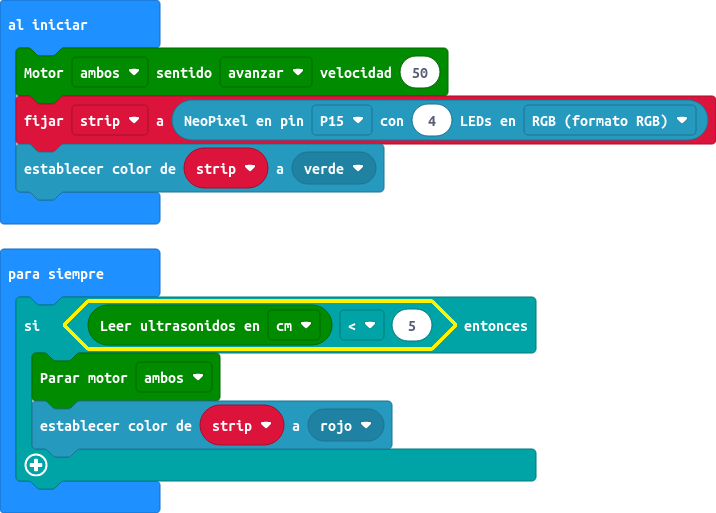 al iniciar
Motor ambos sentido avanzar velocidad 50
fijar strip a NeoPixel en pin P15 con 4 LEDs en RGB (formato RGB)
establecer color de strip a verde
para siempre
si Leer ultrasonidos en cm < 5 entonces
Parar motor ambos
establecer color de strip a rojo